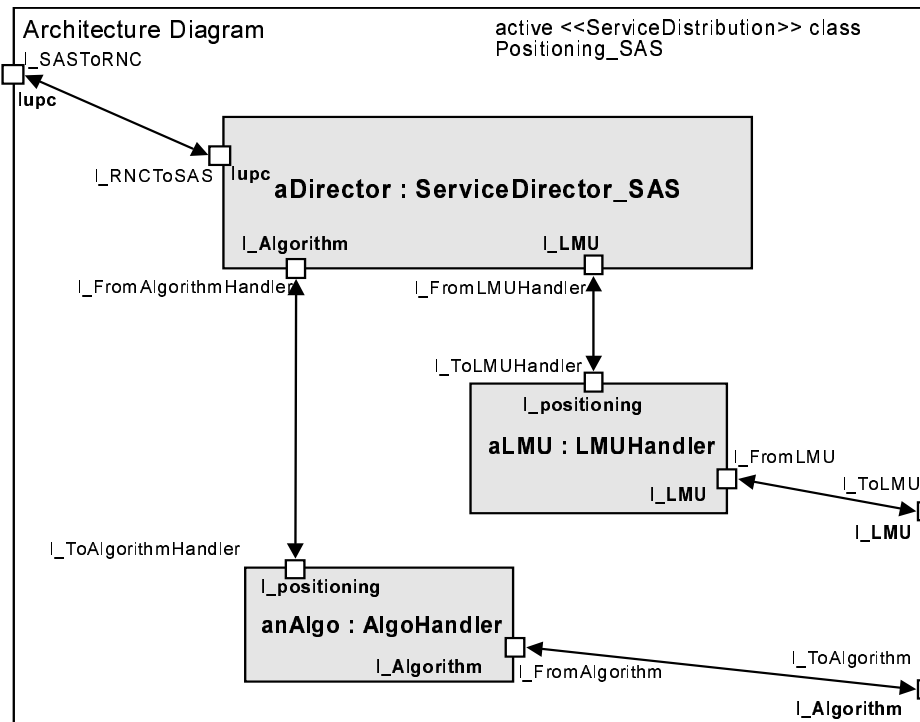 Architecture Diagram
active <<ServiceDistribution>> class
Positioning_SAS
I_SASToRNC
Iupc
I_RNCToSAS
Iupc
aDirector : ServiceDirector_SAS
I_Algorithm
I_LMU
I_FromAlgorithmHandler
I_FromLMUHandler
I_ToLMUHandler
I_positioning
aLMU : LMUHandler
I_FromLMU
I_ToLMU
I_LMU
I_LMU
I_ToAlgorithmHandler
I_positioning
anAlgo : AlgoHandler
I_Algorithm
I_FromAlgorithm
I_ToAlgorithm
I_Algorithm